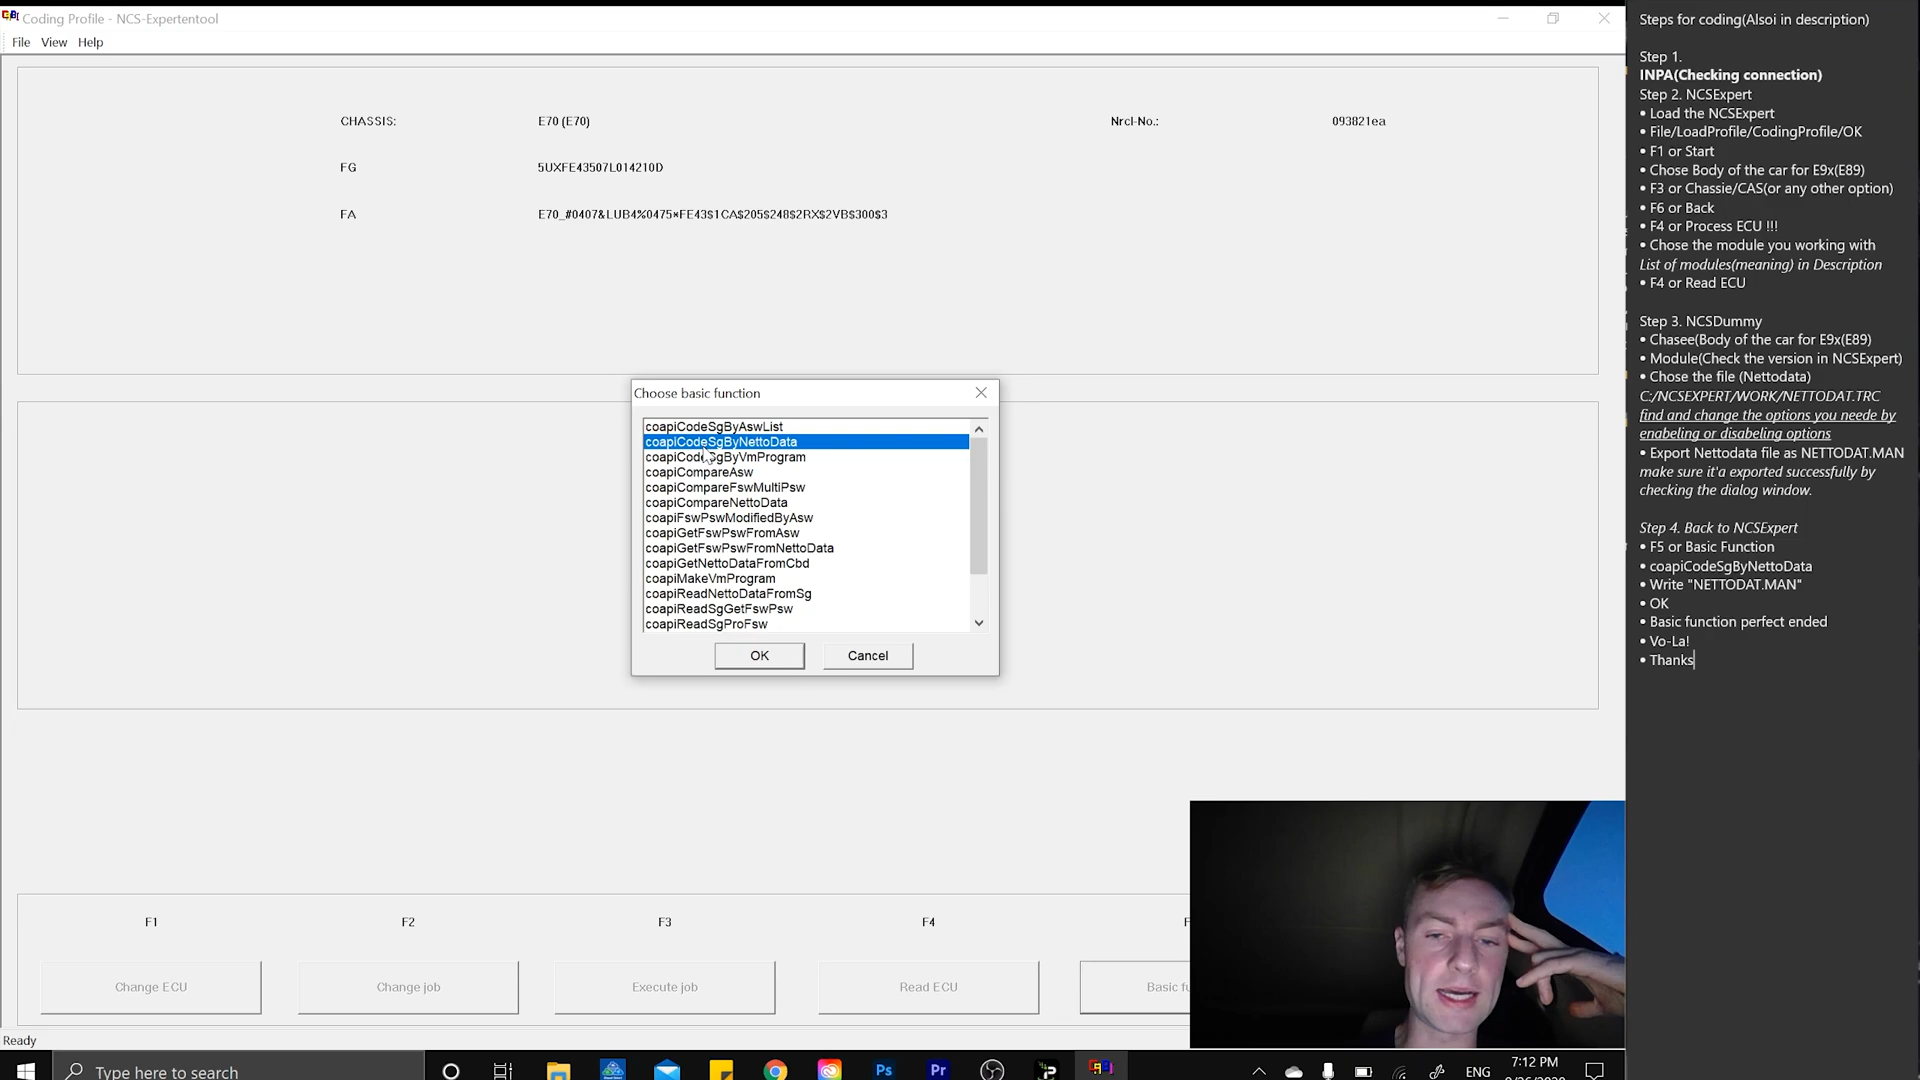 Coding Profile - NCS-Expertentool
File View Help
CHASSIS: E70 (E70) Nrcl-No.: 093821ea
FG 5UXFE43507L014210D
FA E70_#0407&LUB4%0475*FE43$1CA$205$248$2RX$2VB$300$3
Choose basic function
coapiCodeSgByAswList
coapiCodeSgByNettoData
coapiCodeSgByVmProgram
coapiCompareAsw
coapiCompareFswMultiPsw
coapiCompareNettoData
coapiFswPswModifiedByAsw
coapiGetFswPswFromAsw
coapiGetFswPswFromNettoData
coapiGetNettoDataFromCbd
coapiMakeVmProgram
coapiReadNettoDataFromSg
coapiReadSgGetFswPsw
coapiReadSgProFsw
OK Cancel
F1 F2 F3 F4 F
Change ECU Change job Execute job Read ECU Basic fu
Ready
Type here to search
Ps Pr
ENG
7:12 PM
Steps for coding(Alsoi in description)
Step 1.
INPA(Checking connection)
Step 2. NCSExpert
• Load the NCSExpert
• File/LoadProfile/CodingProfile/OK
• F1 or Start
• Chose Body of the car for E9x(E89)
• F3 or Chassie/CAS(or any other option)
• F6 or Back
• F4 or Process ECU !!!
• Chose the module you working with
List of modules(meaning) in Description
• F4 or Read ECU
Step 3. NCSDummy
• Chasee(Body of the car for E9x(E89)
• Module(Check the version in NCSExpert)
• Chose the file (Nettodata)
C:/NCSEXPERT/WORK/NETTODAT.TRC
find and change the options you neede by
enabeling or disabeling options
• Export Nettodata file as NETTODAT.MAN
make sure it'a exported successfully by
checking the dialog window.
Step 4. Back to NCSExpert
• F5 or Basic Function
• coapiCodeSgByNettoData
• Write "NETTODAT.MAN"
• OK
• Basic function perfect ended
• Vo-La!
• Thanks